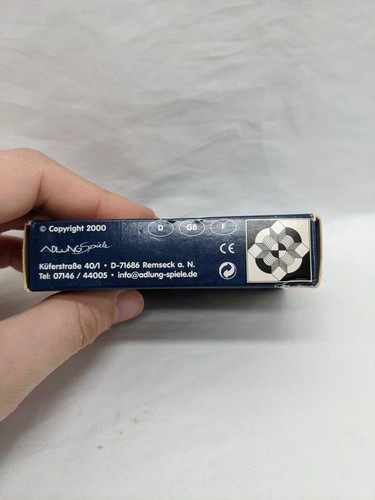 © Copyright 2000
ADLUNG Spiele
Küferstraße 40/1 • D-71686 Remseck a. N.
Tel: 07146 / 44005 • info@adlung-spiele.de
D GB F
CE